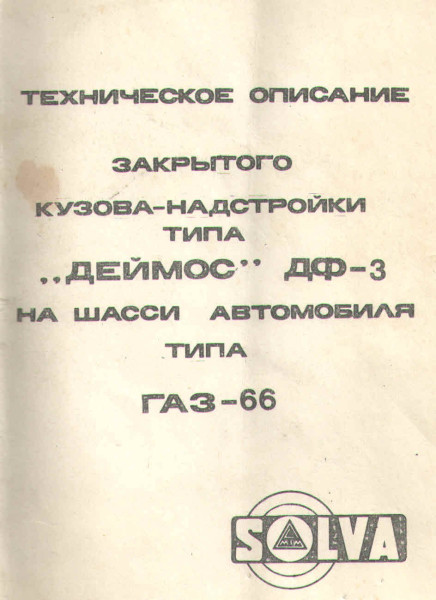 ТЕХНИЧЕСКОЕ ОПИСАНИЕ
ЗАКРЫТОГО
КУЗОВА-НАДСТРОЙКИ
ТИПА
„ДЕЙМОС" ДФ-3
НА ШАССИ АВТОМОБИЛЯ
ТИПА
ГАЗ-66
SOLVA